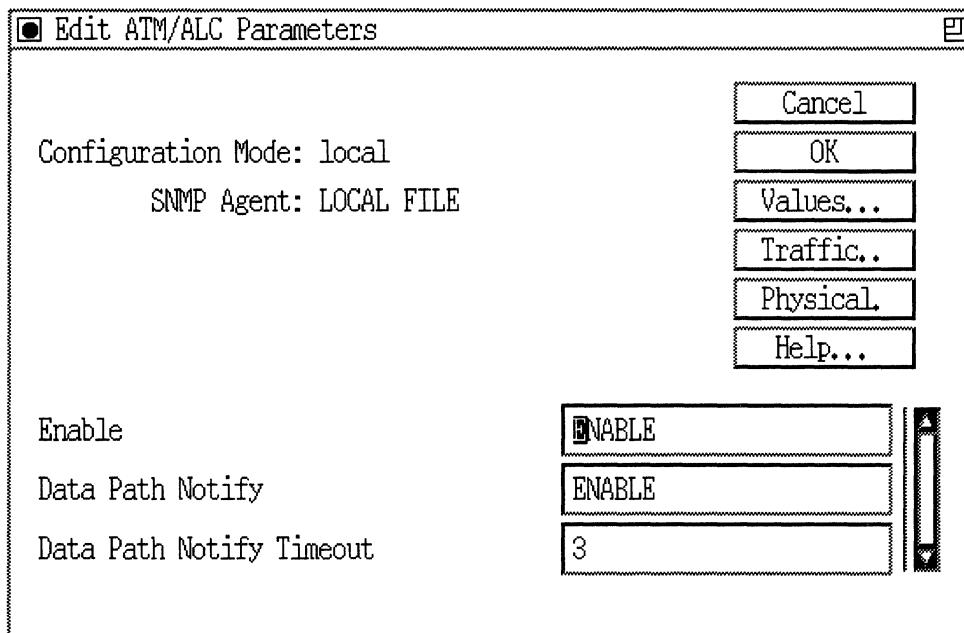 Edit ATM/ALC Parameters
Cancel
Configuration Mode: local
OK
SNMP Agent: LOCAL FILE
Values...
Traffic..
Physical.
Help...
Enable
ENABLE
Data Path Notify
ENABLE
Data Path Notify Timeout
3